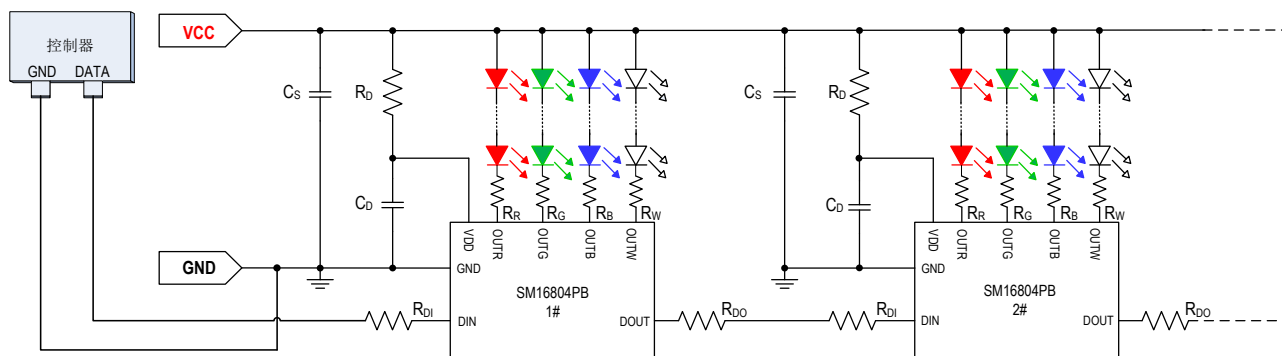 控制器
GND DATA
VCC
CS
RD
CD
RR
RG
RB
RW
VDD
OUTR
OUTG
OUTB
OUTW
GND
GND
SM16804PB
1#
RDI
DIN
DOUT
RDO
CS
RD
CD
RR
RG
RB
RW
VDD
OUTR
OUTG
OUTB
OUTW
GND
SM16804PB
2#
RDI
DIN
DOUT
RDO